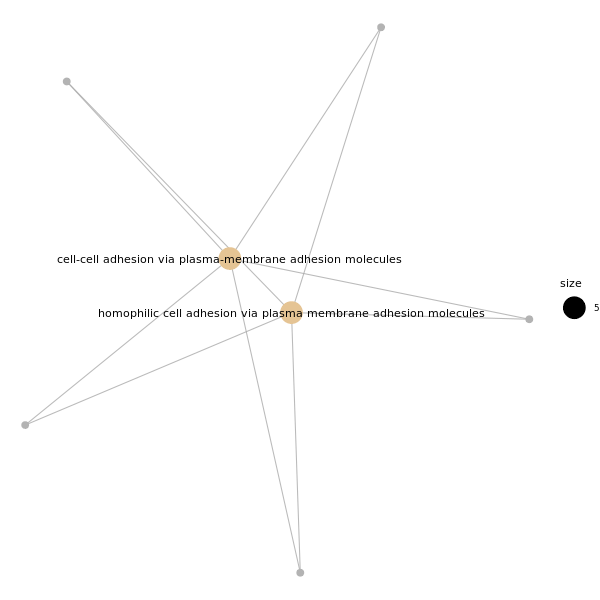 cell-cell adhesion via plasma-membrane adhesion molecules
size
5
homophilic cell adhesion via plasma membrane adhesion molecules